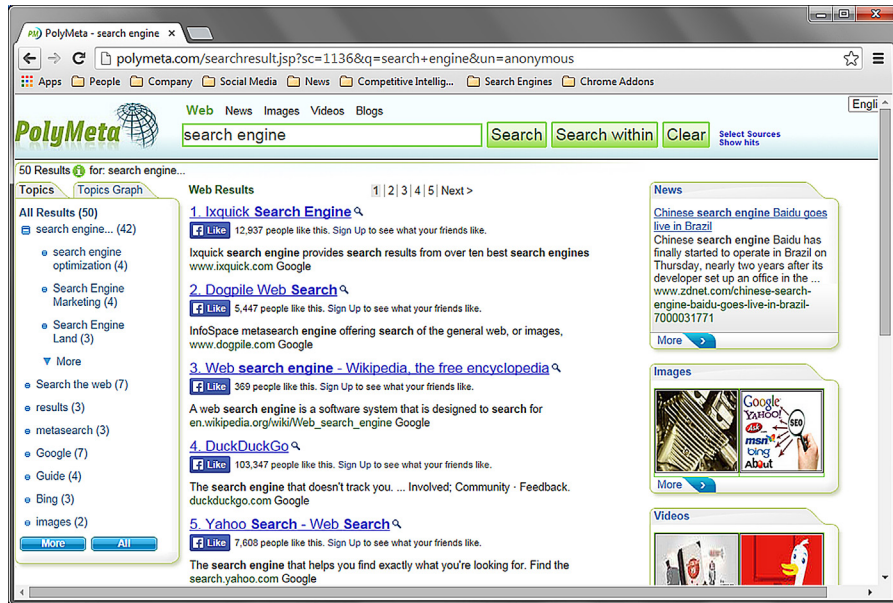 PolyMeta - search engine
polymeta.com/searchresult.jsp?sc=1136&q=search+engine&un=anonymous
Apps People Company Social Media News Competitive Intellig... Search Engines Chrome Addons
Web News Images Videos Blogs
Engli
PolyMeta
search engine Search Search within Clear
Select Sources
Show hits
50 Results for: search engine...
Topics Topics Graph
All Results (50)
search engine... (42)
search engine
optimization (4)
Search Engine
Marketing (4)
Search Engine
Land (3)
More
Search the web (7)
results (3)
metasearch (3)
Google (7)
Guide (4)
Bing (3)
images (2)
More All
Web Results 1 | 2 | 3 | 4 | 5 | Next >
1. Ixquick Search Engine
Like 12,937 people like this. Sign Up to see what your friends like.
Ixquick search engine provides search results from over ten best search engines
www.ixquick.com Google
2. Dogpile Web Search
Like 5,447 people like this. Sign Up to see what your friends like.
InfoSpace metasearch engine offering search of the general web, or images,
www.dogpile.com Google
3. Web search engine - Wikipedia, the free encyclopedia
Like 369 people like this. Sign Up to see what your friends like.
A web search engine is a software system that is designed to search for
en.wikipedia.org/wiki/Web_search_engine Google
4. DuckDuckGo
Like 103,347 people like this. Sign Up to see what your friends like.
The search engine that doesn't track you. ... Involved; Community · Feedback.
duckduckgo.com Google
5. Yahoo Search - Web Search
Like 7,608 people like this. Sign Up to see what your friends like.
The search engine that helps you find exactly what you're looking for. Find the
search.yahoo.com Google
News
Chinese search engine Baidu goes
live in Brazil
Chinese search engine Baidu has
finally started to operate in Brazil on
Thursday, nearly two years after its
developer set up an office in the ...
www.zdnet.com/chinese-search-
engine-baidu-goes-live-in-brazil-
7000031771
More
Images
Google
YAHOO!
Ask
SEO
msn
bing
About
More
Videos